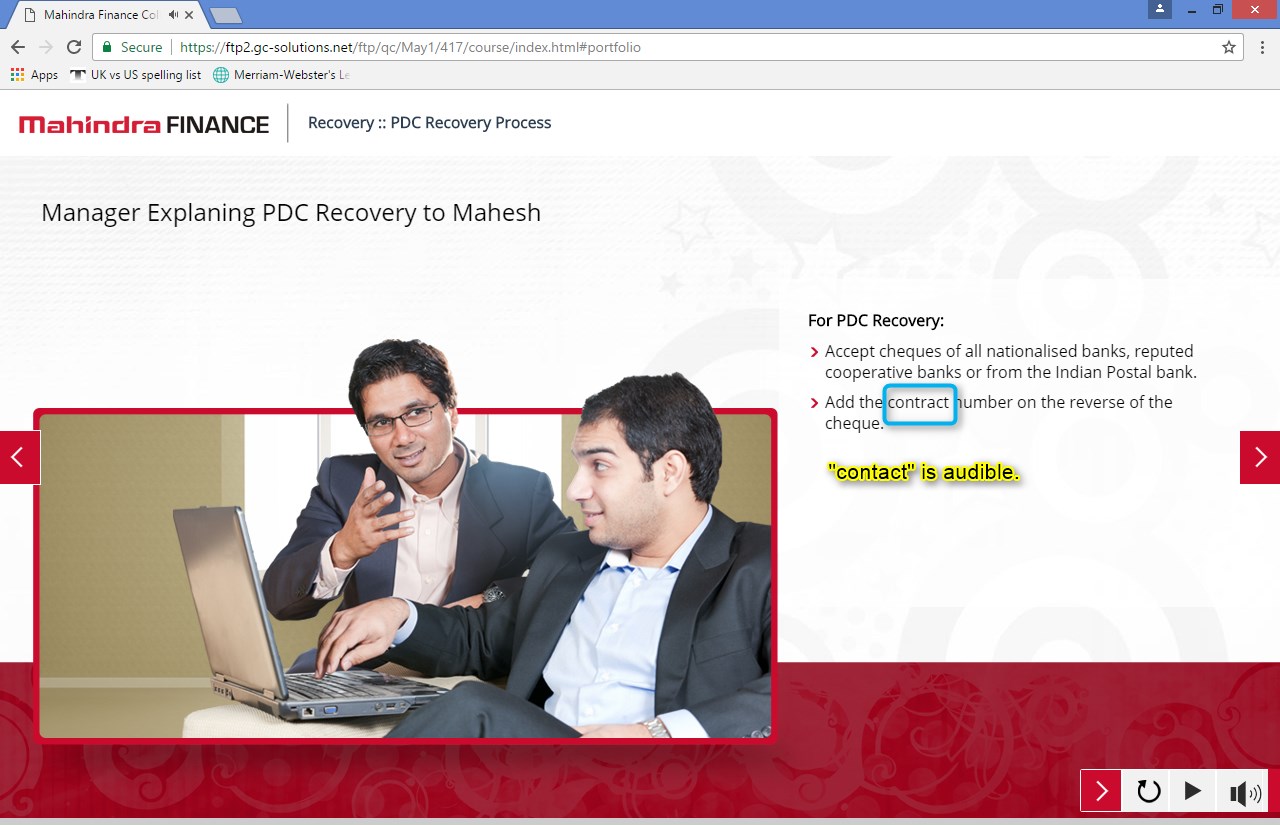 Mahindra Finance Col
Secure
https://ftp2.gc-solutions.net/ftp/qc/May1/417/course/index.html#portfolio
Apps
UK vs US spelling list
Merriam-Webster's Le
Mahindra FINANCE
Recovery :: PDC Recovery Process
Manager Explaning PDC Recovery to Mahesh
For PDC Recovery:
Accept cheques of all nationalised banks, reputed
cooperative banks or from the Indian Postal bank.
Add the contract number on the reverse of the
cheque.
"contact" is audible.